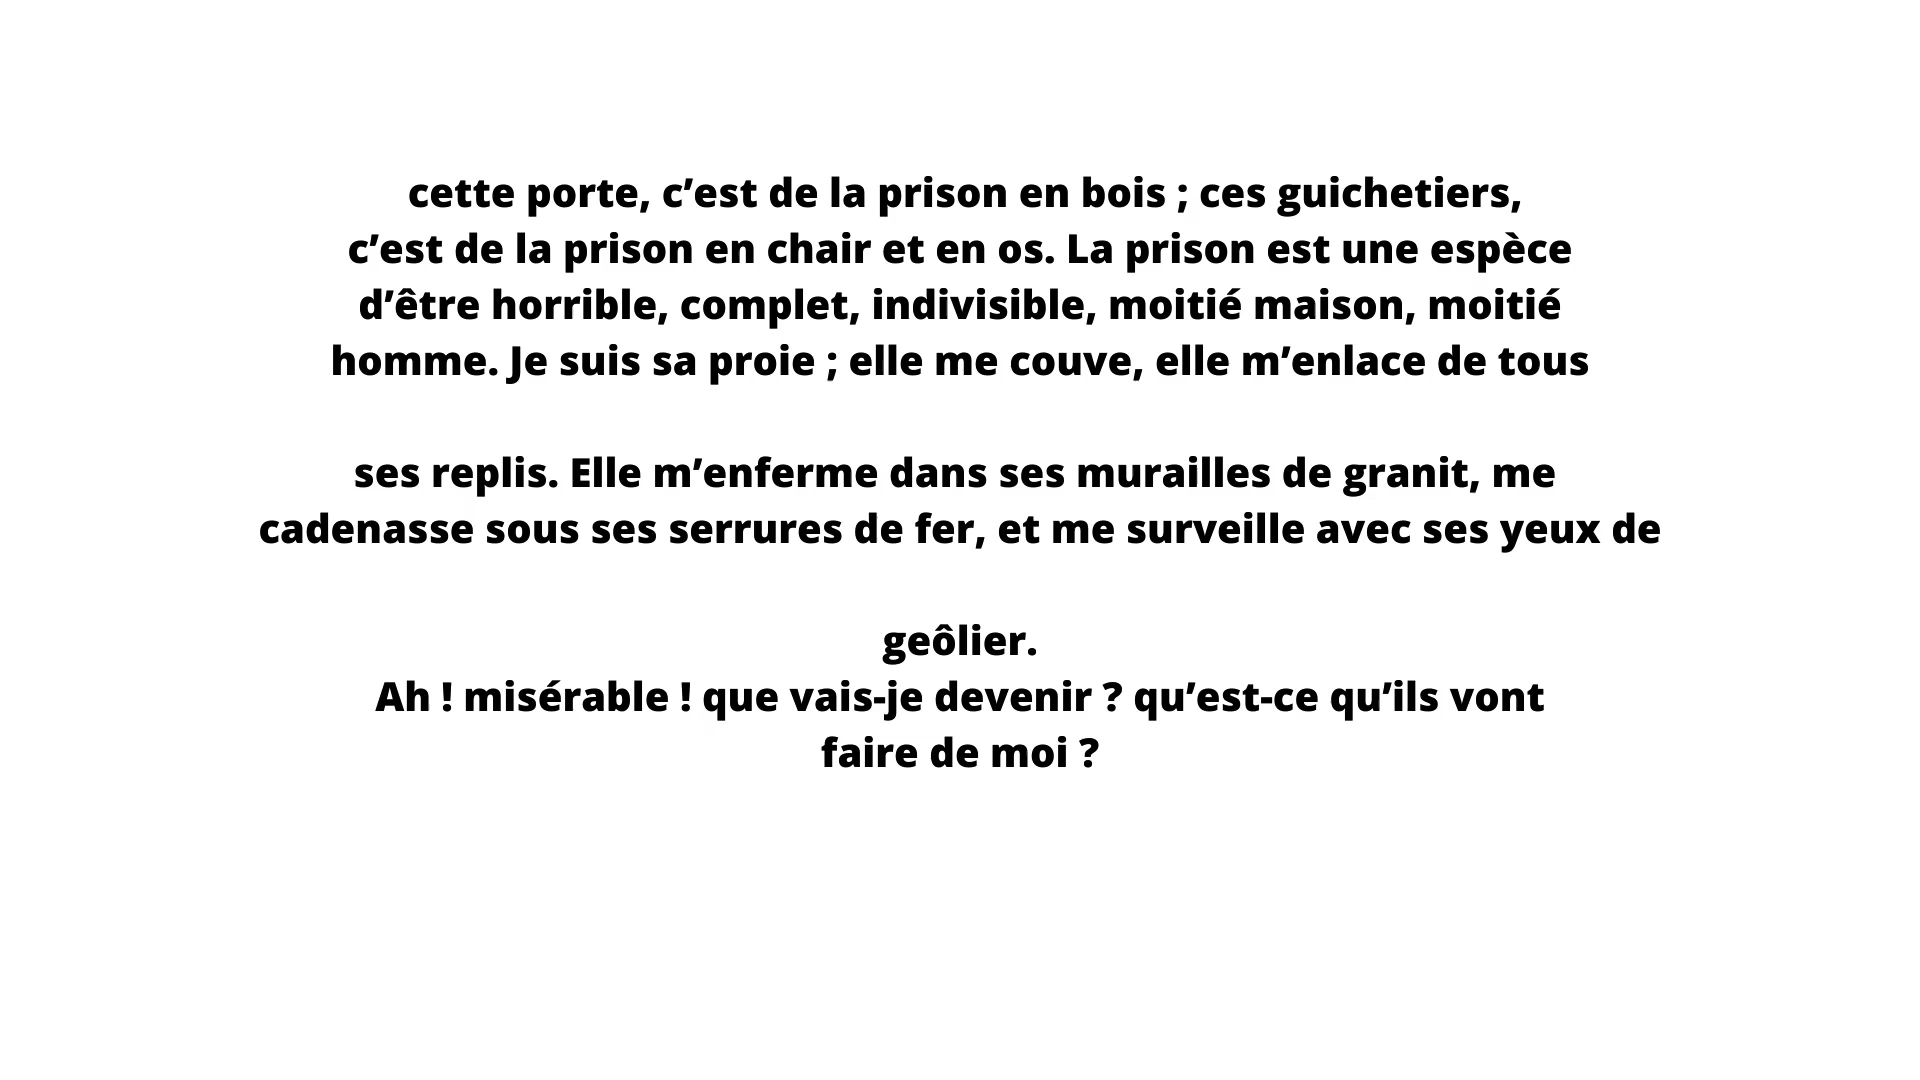 cette porte, c’est de la prison en bois ; ces guichetiers,
c’est de la prison en chair et en os. La prison est une espèce
d’être horrible, complet, indivisible, moitié maison, moitié
homme. Je suis sa proie ; elle me couve, elle m’enlace de tous
ses replis. Elle m’enferme dans ses murailles de granit, me
cadenasse sous ses serrures de fer, et me surveille avec ses yeux de
geôlier.
Ah ! misérable ! que vais-je devenir ? qu’est-ce qu’ils vont
faire de moi ?